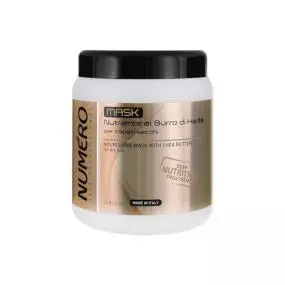 NUMERO
MASK
Nutriente al Burro di Karitè
per capelli secchi
NOURISHING MASK WITH SHEA BUTTER
DEEP
NUTRITIVE
TREATMENT
MADE IN ITALY